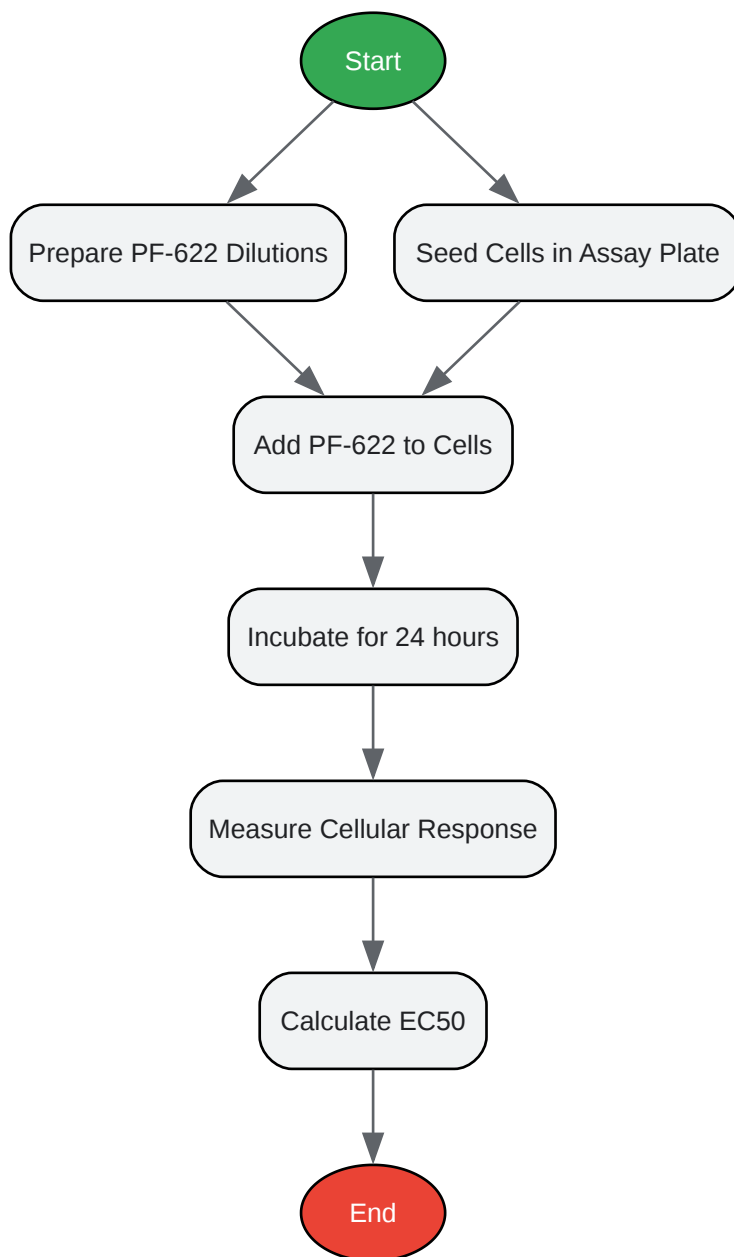 Start
Prepare PF-622 Dilutions
Seed Cells in Assay Plate
Add PF-622 to Cells
Incubate for 24 hours
Measure Cellular Response
Calculate EC50
End